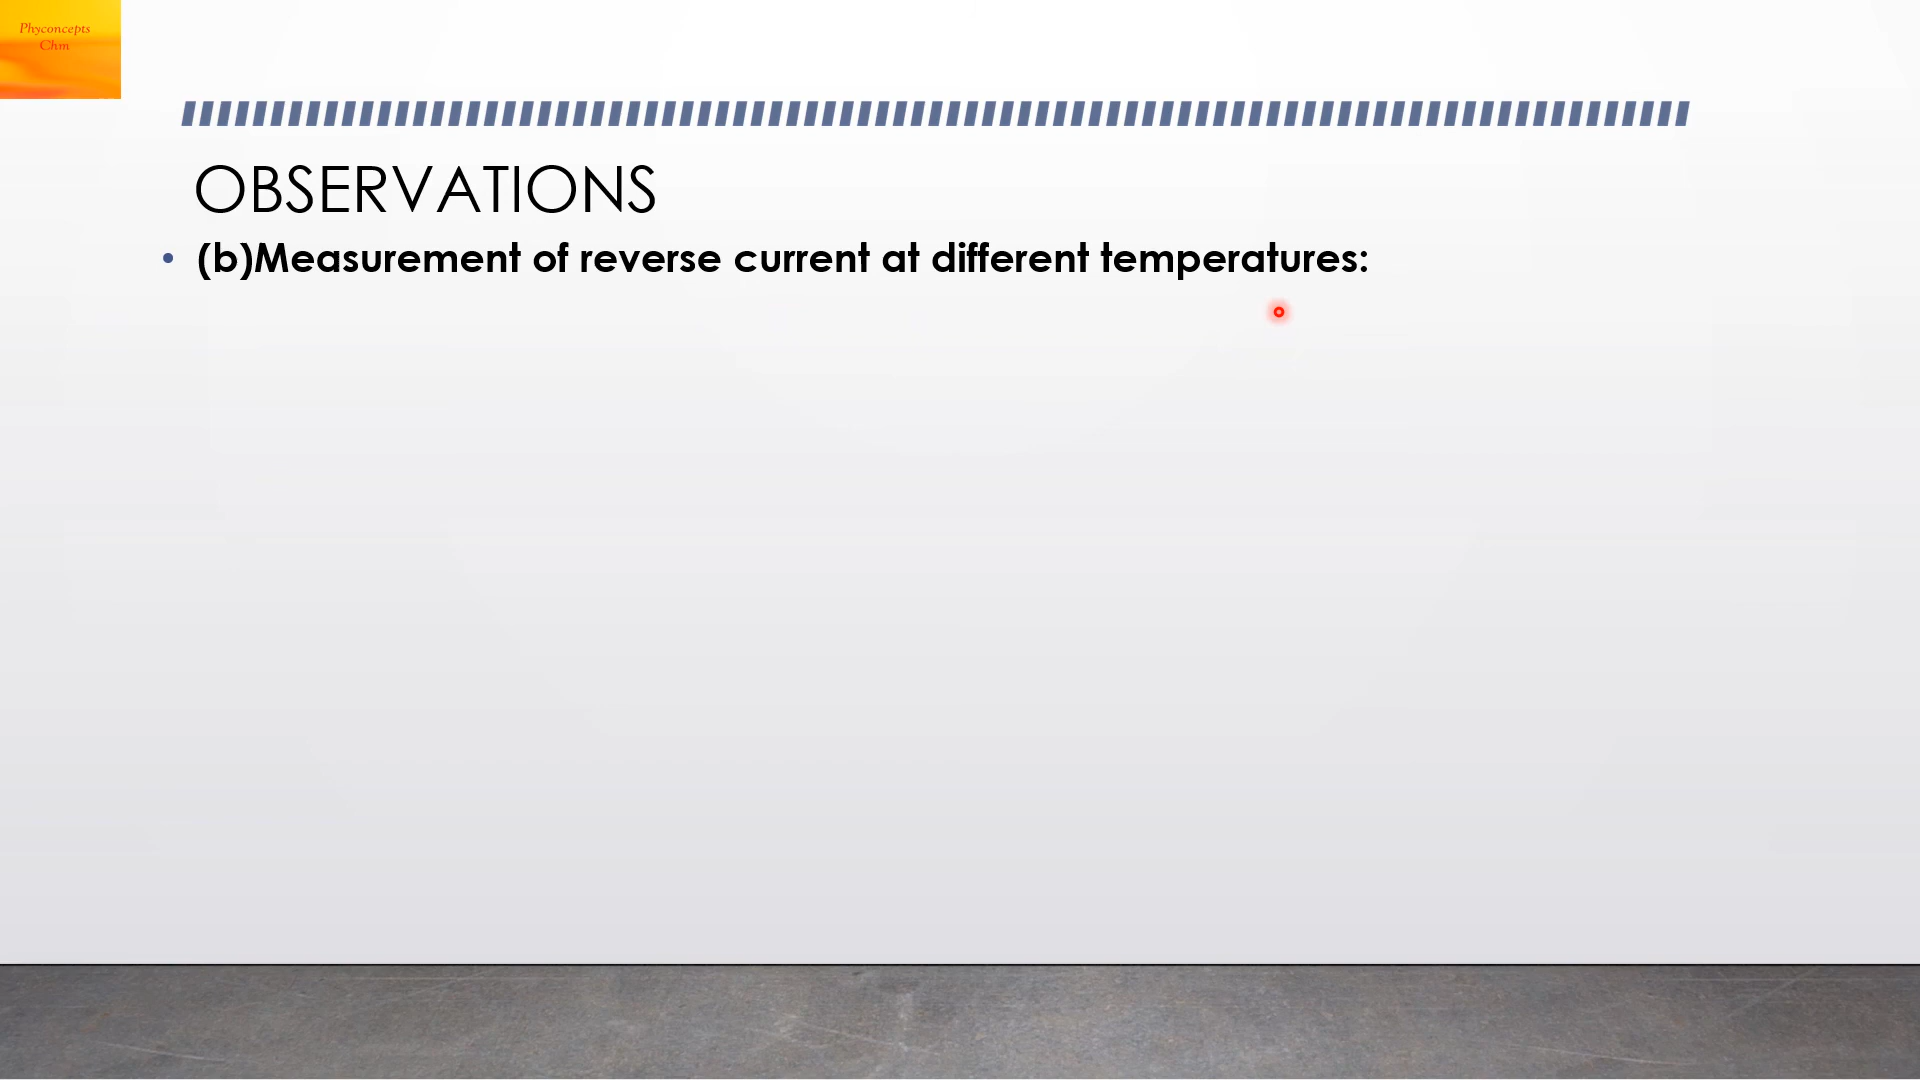 Phyconcepts
Chm
OBSERVATIONS
• (b)Measurement of reverse current at different temperatures: